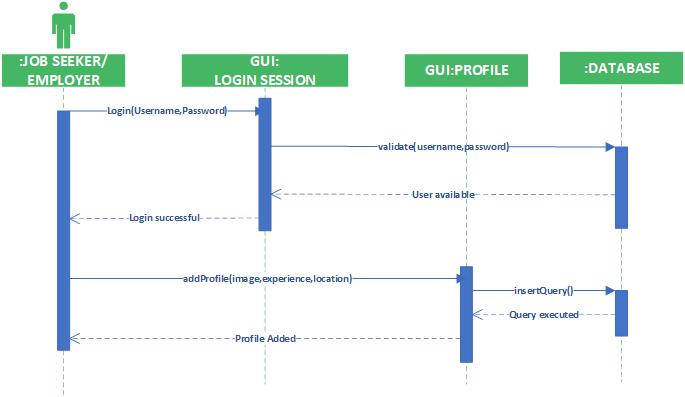 :JOB SEEKER/
EMPLOYER
GUI:
LOGIN SESSION
GUI:PROFILE
:DATABASE
Login(Username,Password)
validate(username,password)
User available
Login successful
addProfile(image,experience,location)
insertQuery()
Query executed
Profile Added